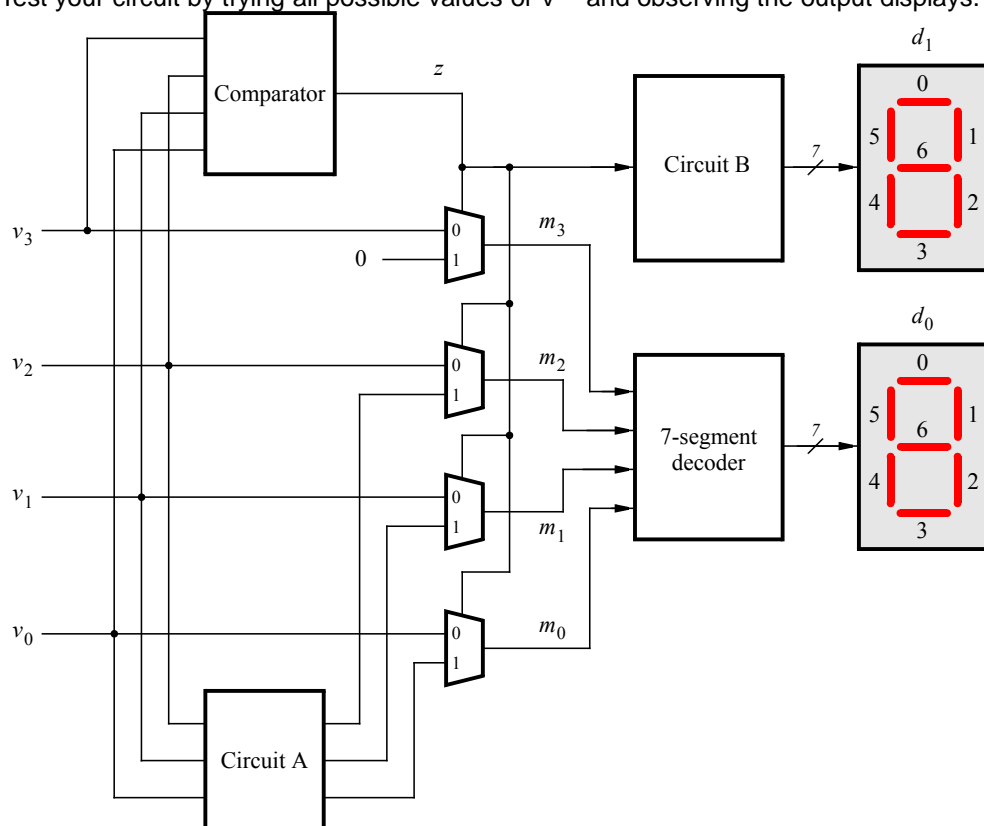 Test your circuit by trying all possible values of v and observing the output displays.
d1
z
0
Comparator
5 1
6
Circuit B
7
4 2
3
v3
0
1
m3
0
d0
v2
0
1
m2
0
5 1
6
7-segment
decoder
7
4 2
3
v1
0
1
m1
v0
0
1
m0
Circuit A